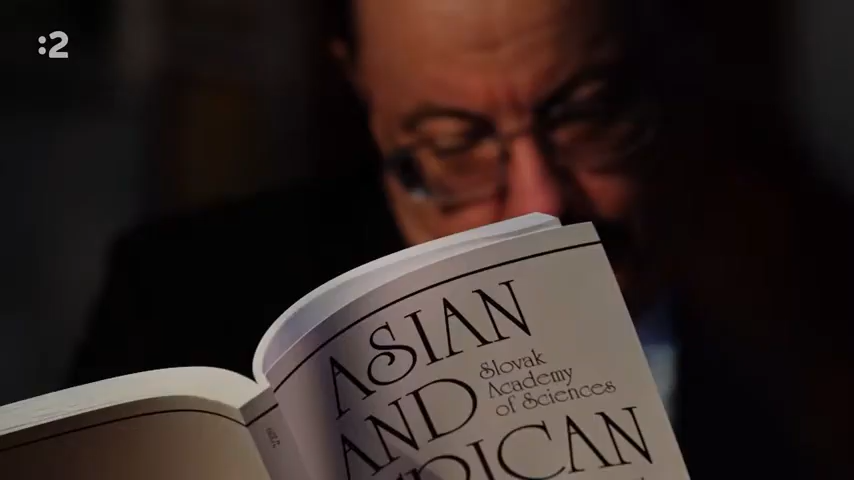 :2
ASIAN
AND
Slovak
Academy
of Sciences